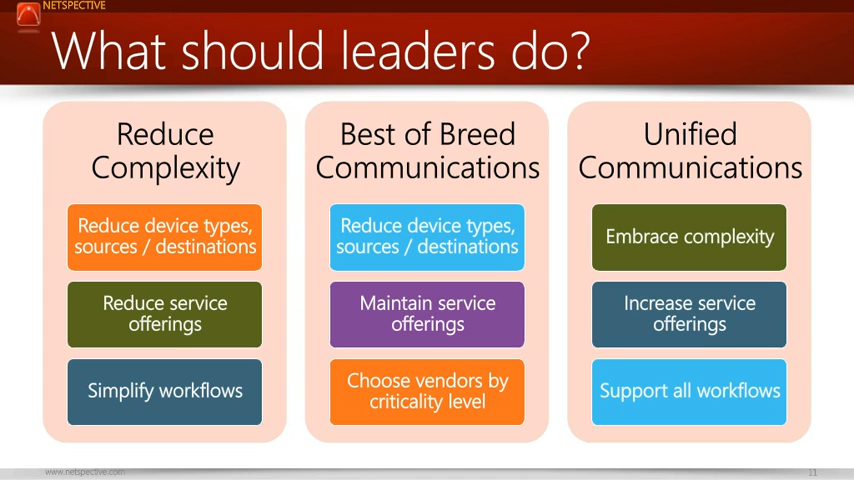 NETSPECTIVE
What should leaders do?
Reduce
Complexity
Reduce device types,
sources / destinations
Reduce service
offerings
Simplify workflows
Best of Breed
Communications
Reduce device types,
sources / destinations
Maintain service
offerings
Choose vendors by
criticality level
Unified
Communications
Embrace complexity
Increase service
offerings
Support all workflows
www.netspective.com
11